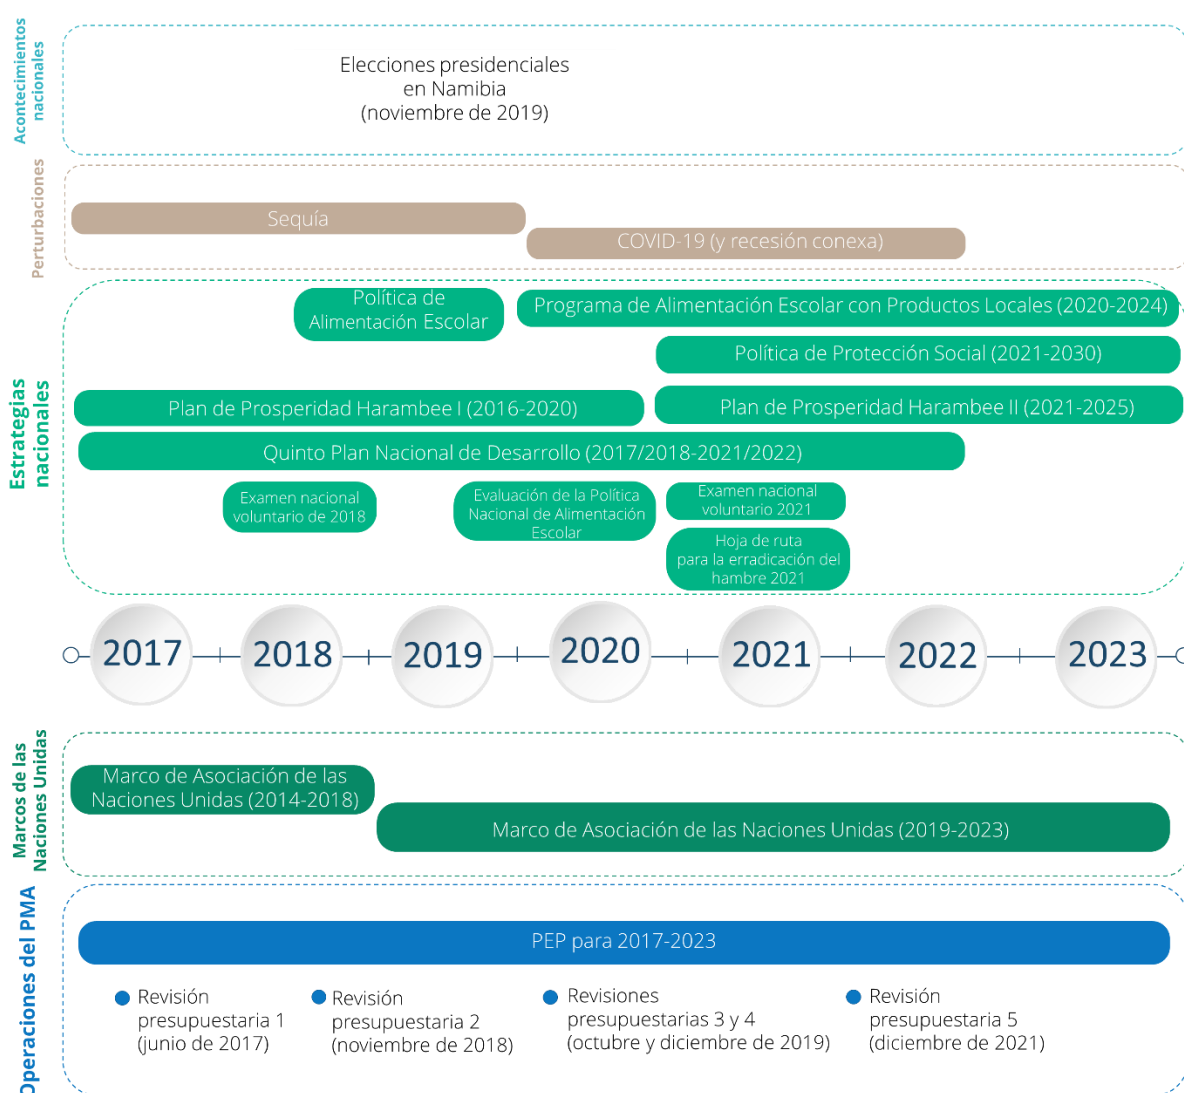 Acontecimientos
nacionales
Elecciones presidenciales
en Namibia
(noviembre de 2019)
Perturbaciones
Sequía
COVID-19 (y recesión conexa)
Estrategias
nacionales
Política de
Alimentación Escolar
Programa de Alimentación Escolar con Productos Locales (2020-2024)
Política de Protección Social (2021-2030)
Plan de Prosperidad Harambee I (2016-2020)
Plan de Prosperidad Harambee II (2021-2025)
Quinto Plan Nacional de Desarrollo (2017/2018-2021/2022)
Examen nacional
voluntario de 2018
Evaluación de la Política
Nacional de Alimentación
Escolar
Examen nacional
voluntario 2021
Hoja de ruta
para la erradicación del
hambre 2021
2017
2018
2019
2020
2021
2022
2023
Marcos de las
Naciones Unidas
Marco de Asociación de las
Naciones Unidas (2014-2018)
Marco de Asociación de las Naciones Unidas (2019-2023)
Operaciones del PMA
PEP para 2017-2023
Revisión
presupuestaria 1
(junio de 2017)
Revisión
presupuestaria 2
(noviembre de 2018)
Revisiones
presupuestarias 3 y 4
(octubre y diciembre de 2019)
Revisión
presupuestaria 5
(diciembre de 2021)